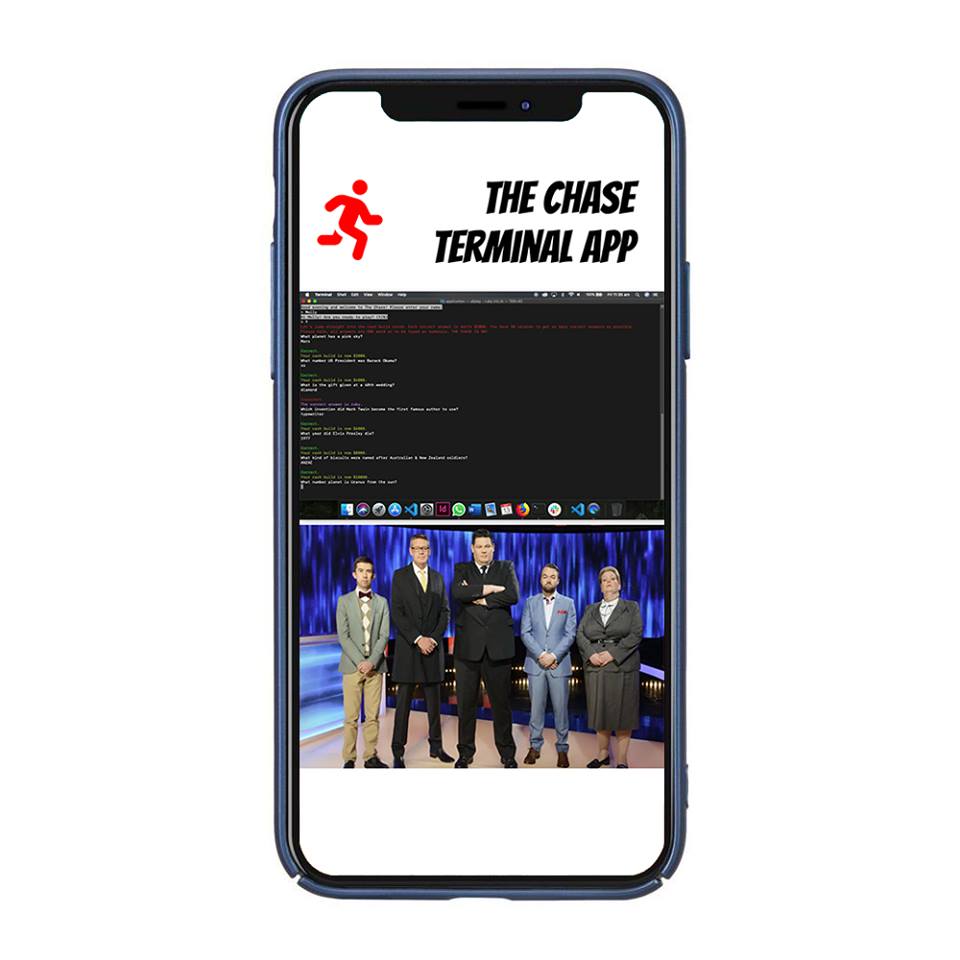 THE CHASE
TERMINAL APP
Terminal Shell Edit View Window Help
Good evening and welcome to The Chase! Please enter your name.
> Molly
Hi Molly! Are you ready to play? (Y/N)
> Y
What planet has a pink sky?
Mars
Correct.
Your cash build is now $2000.
What number US President was Barack Obama?
44
Correct.
Your cash build is now $4000.
What is the gift given at a 40th wedding?
diamond
Incorrect.
The correct answer is ruby.
Which invention did Mark Twain become the first famous author to use?
typewriter
Correct.
Your cash build is now $6000.
What year did Elvis Presley die?
1977
Correct.
Your cash build is now $8000.
What kind of biscuits were named after Australian & New Zealand soldiers?
ANZAC
Correct.
Your cash build is now $10000.
What number planet is Uranus from the sun?